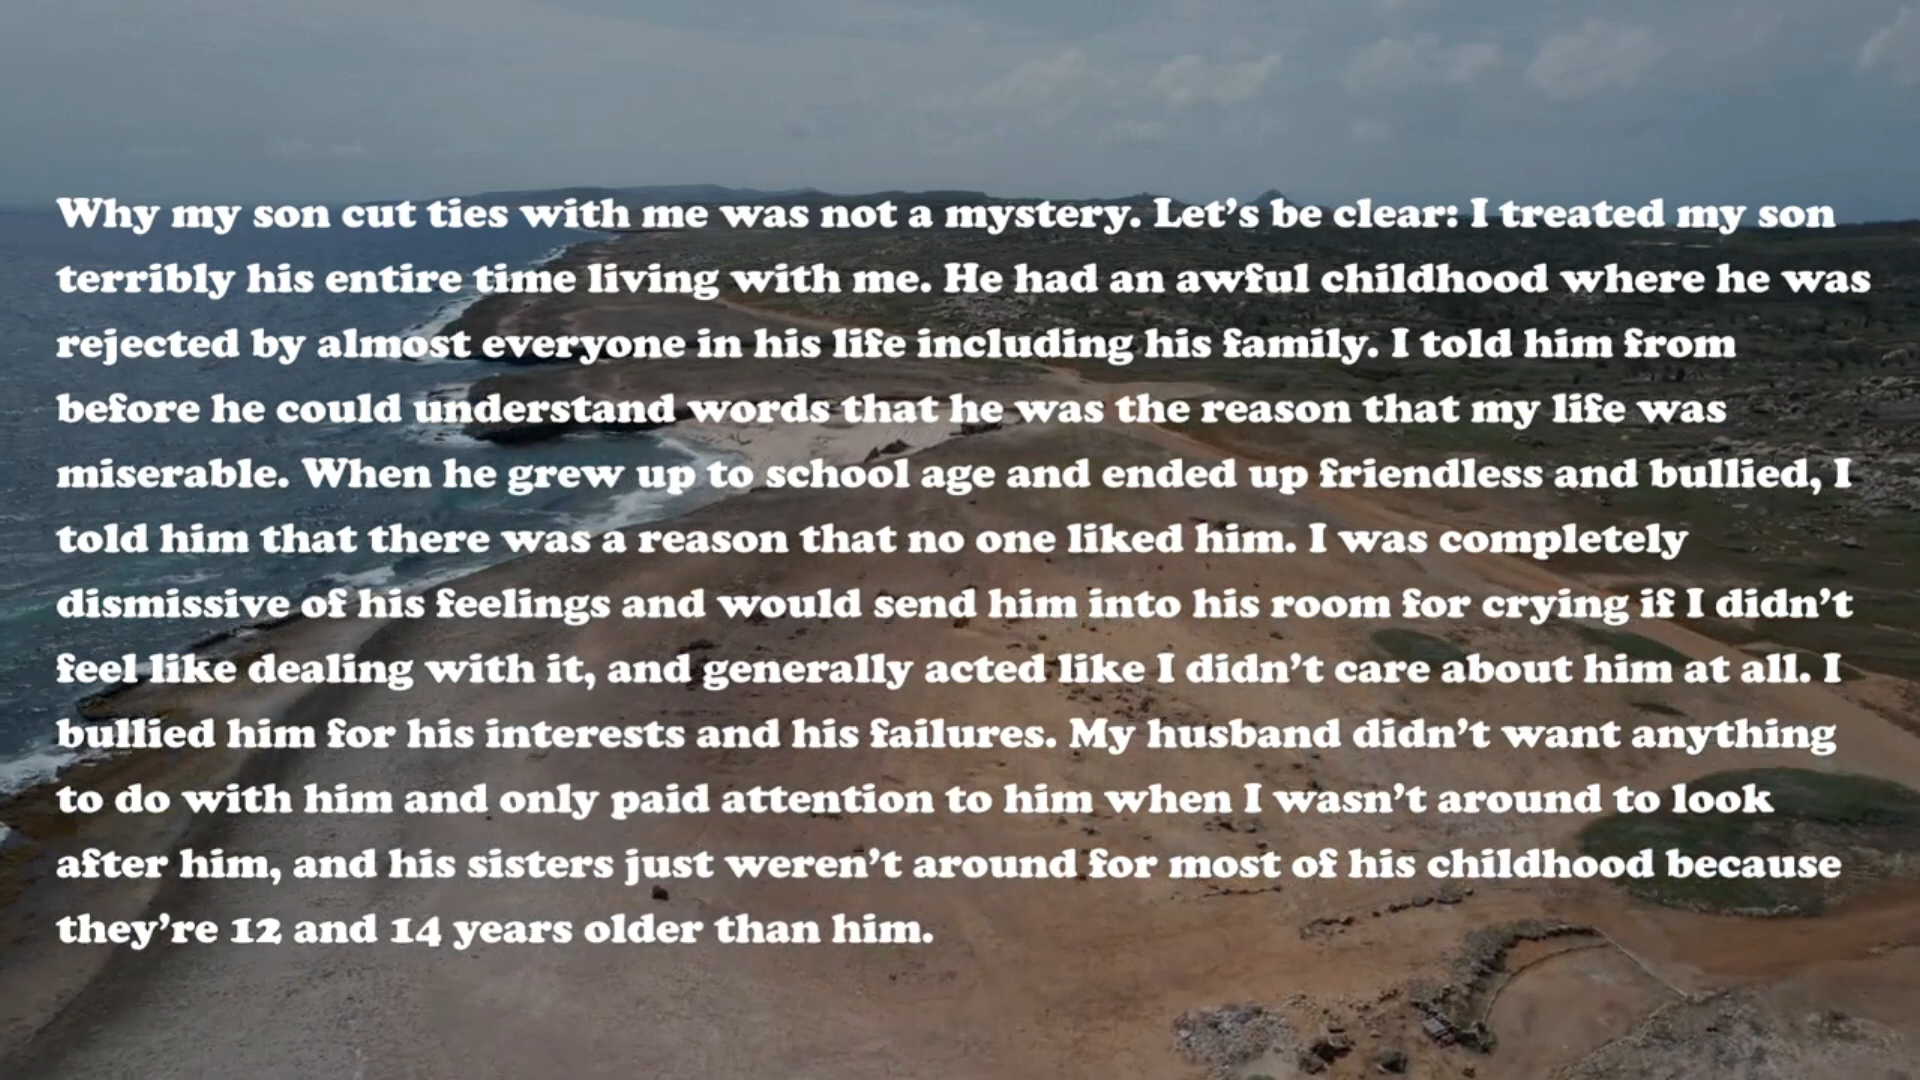 Why my son cut ties with me was not a mystery. Let’s be clear: I treated my son
terribly his entire time living with me. He had an awful childhood where he was
rejected by almost everyone in his life including his family. I told him from
before he could understand words that he was the reason that my life was
miserable. When he grew up to school age and ended up friendless and bullied, I
told him that there was a reason that no one liked him. I was completely
dismissive of his feelings and would send him into his room for crying if I didn’t
feel like dealing with it, and generally acted like I didn’t care about him at all. I
bullied him for his interests and his failures. My husband didn’t want anything
to do with him and only paid attention to him when I wasn’t around to look
after him, and his sisters just weren’t around for most of his childhood because
they’re 12 and 14 years older than him.